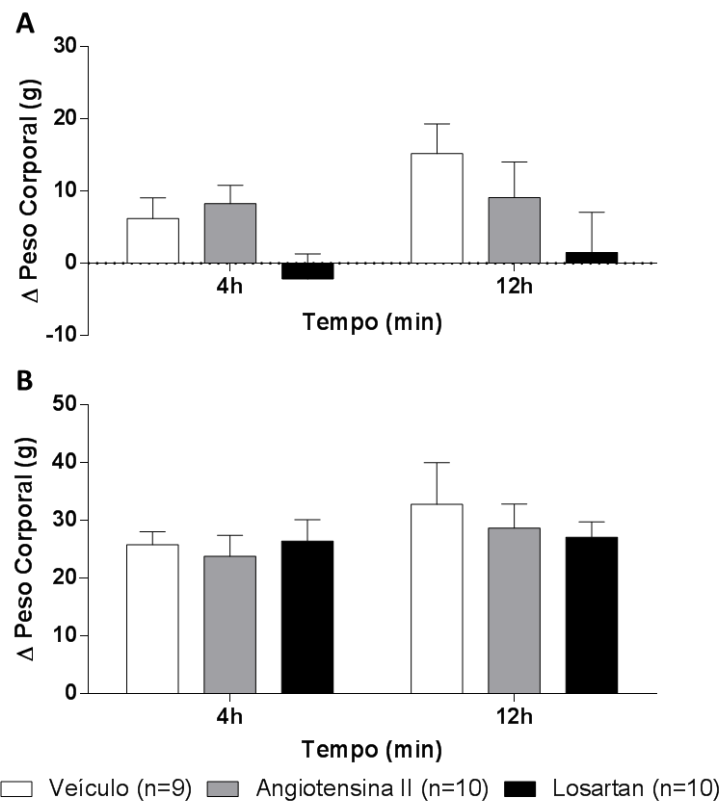 A
Δ Peso Corporal (g)
30
20
10
0
-10
4h
12h
Tempo (min)
B
Δ Peso Corporal (g)
50
40
30
20
10
0
4h
12h
Tempo (min)
Veículo (n=9) Angiotensina II (n=10) Losartan (n=10)